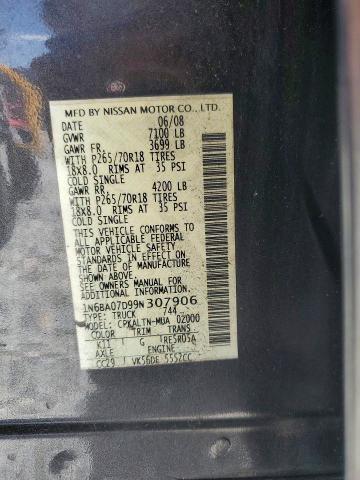 MFD BY NISSAN MOTOR CO., LTD.
DATE 06/08
GVWR 7100 LB
GAWR FR. 3699 LB
WITH P265/70R18 TIRES
18X8.0 RIMS AT 35 PSI
COLD SINGLE
GAWR RR 4200 LB
WITH P265/70R18 TIRES
18X8.0 RIMS AT 35 PSI
COLD SINGLE
THIS VEHICLE CONFORMS TO
ALL APPLICABLE FEDERAL
MOTOR VEHICLE SAFETY
STANDARDS IN EFFECT ON
THE DATE OF MANUFACTURE
SHOWN ABOVE.
SEE OWNERS MANUAL FOR
ADDITIONAL INFORMATION
1N6BA07D99N307906
TYPE: TRUCK 744
CPKALTN-MUA 02000
COLOR TRIM TRANS
K11 G RE5R05A
AXLE ENGINE
CC29 VK56DE 5552CC